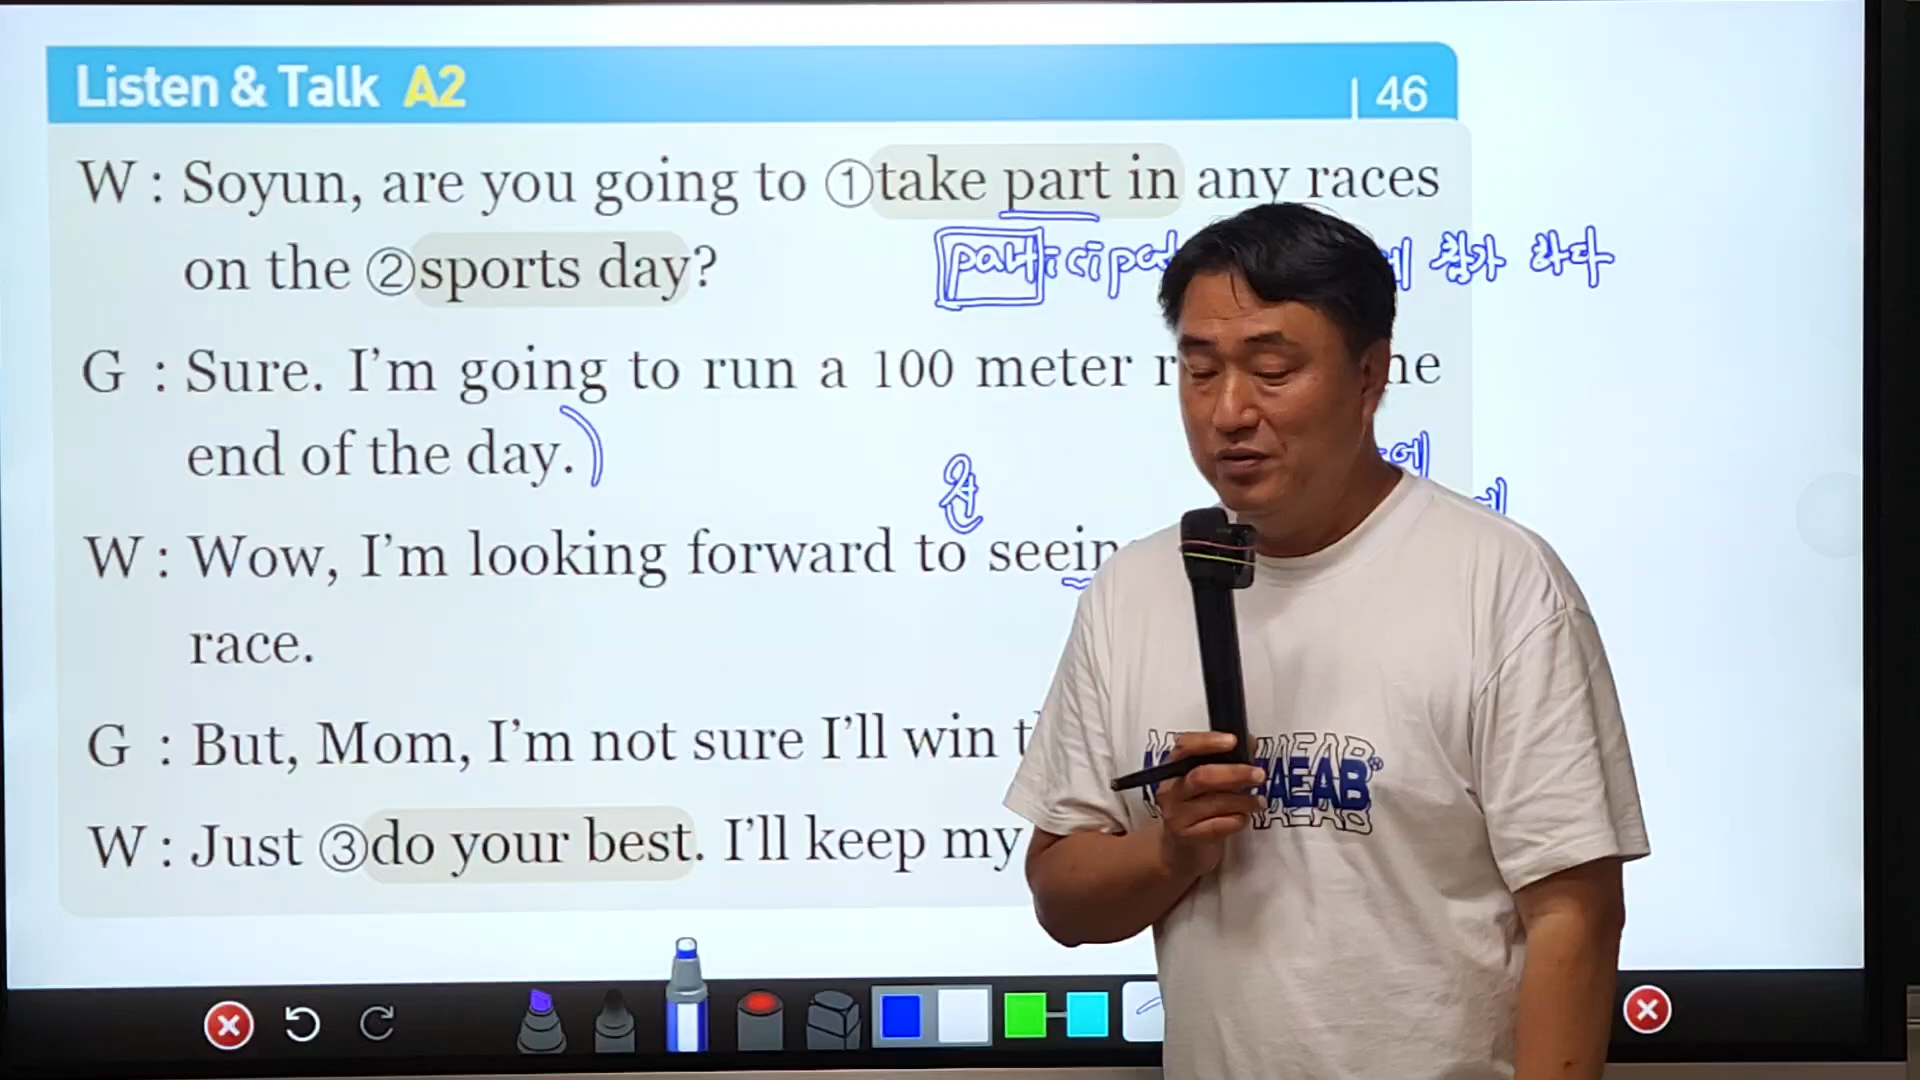 Listen & Talk A2 | 46
W : Soyun, are you going to ①take part in any races
on the ②sports day?
참가 하다
G : Sure. I'm going to run a 100 meter
end of the day.
전
W : Wow, I'm looking forward to
race.
G : But, Mom, I'm not sure I'll win
W : Just ③do your best. I'll keep my